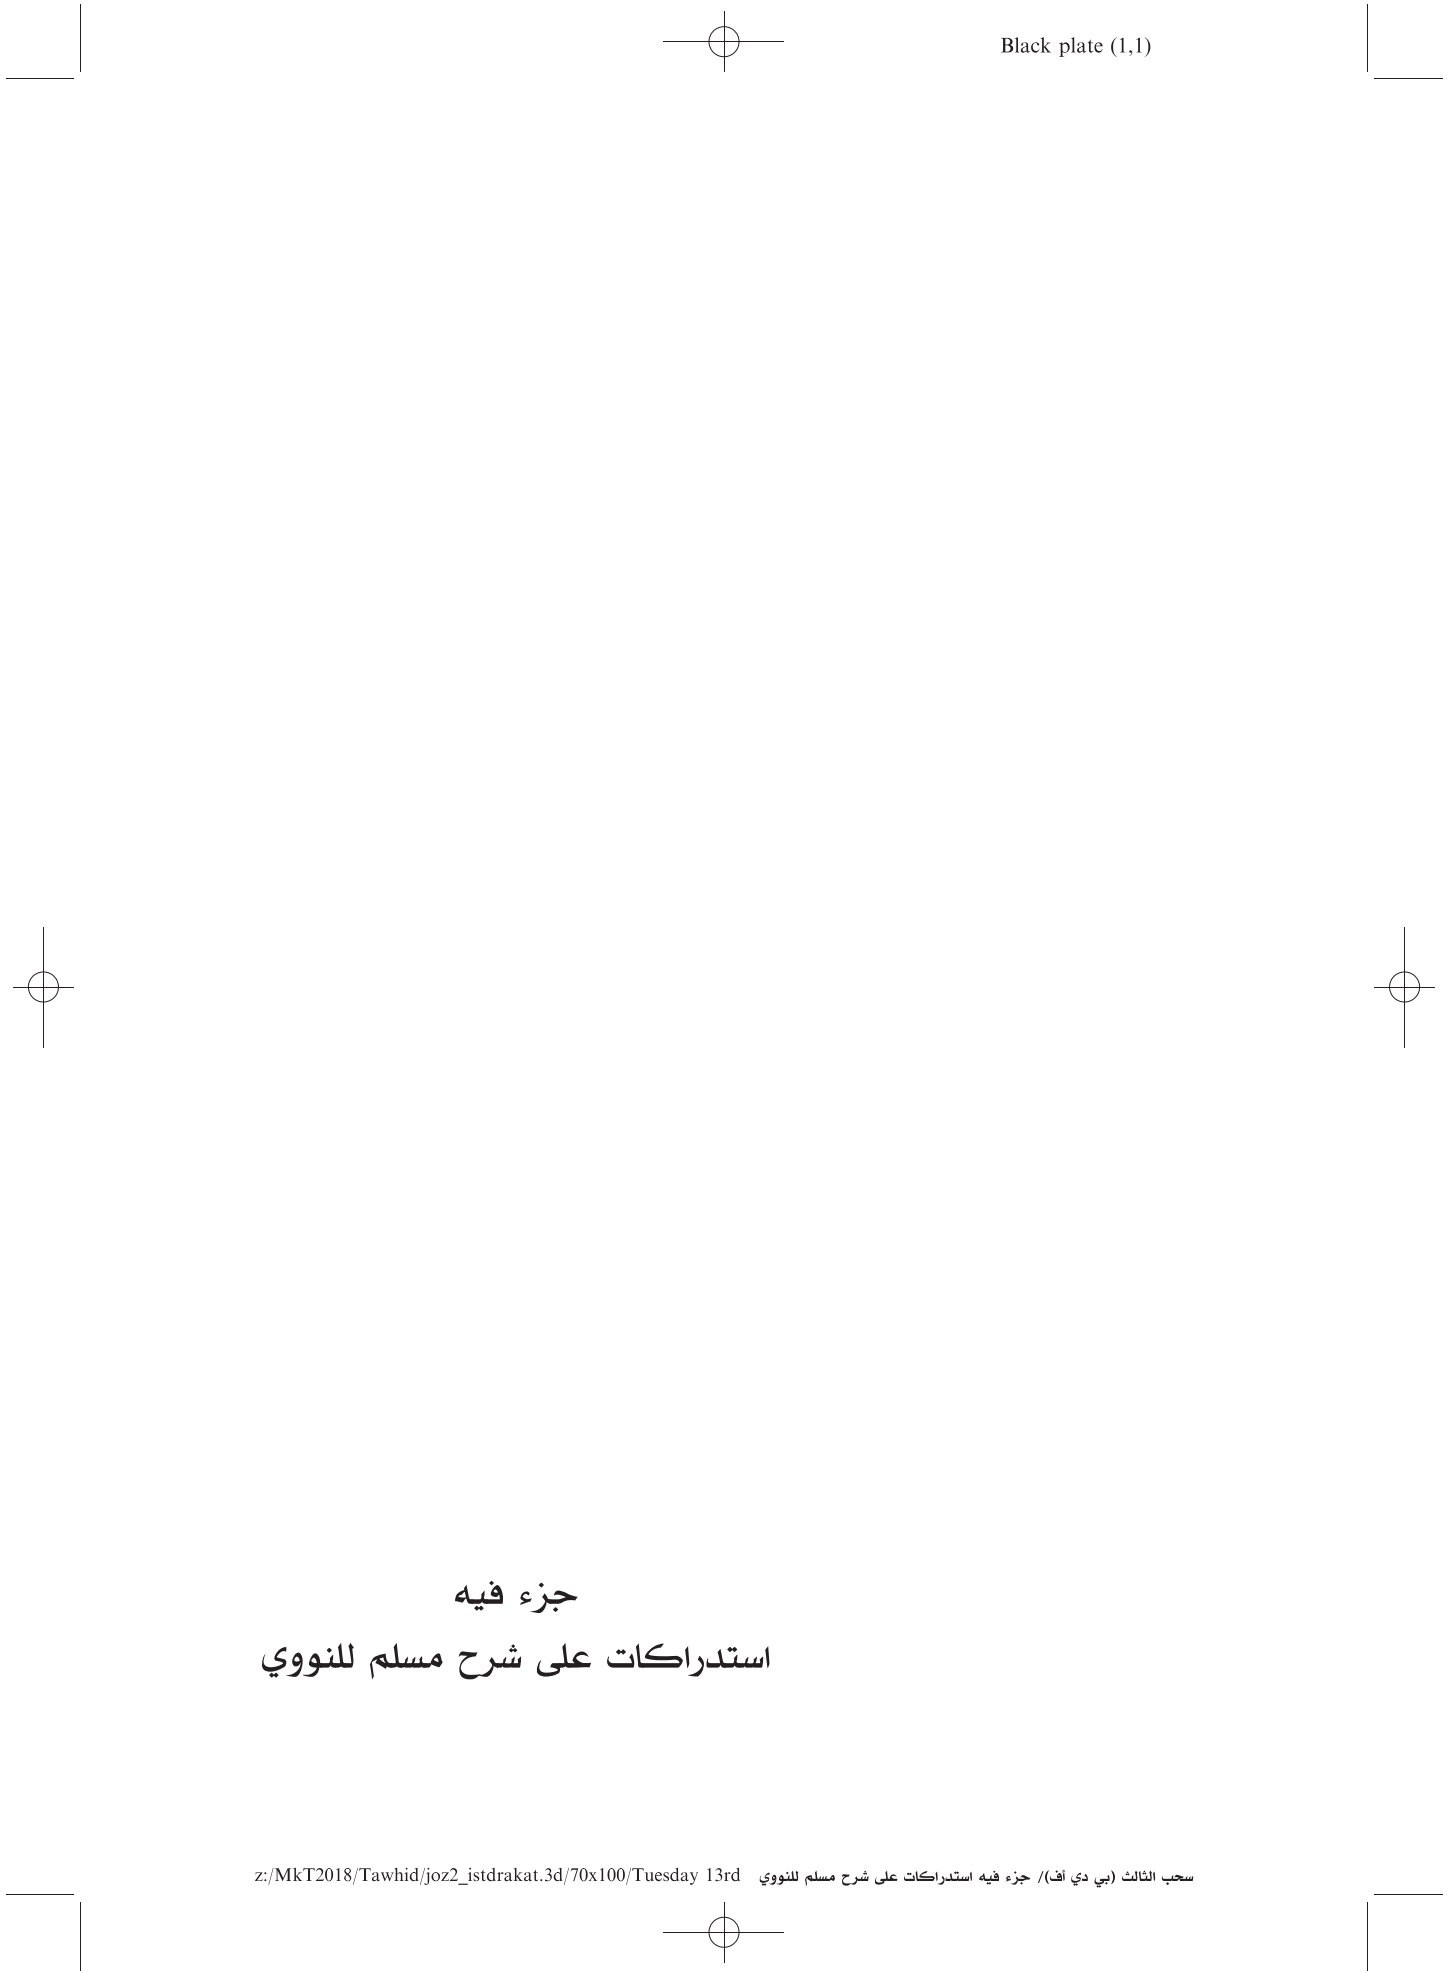 Black plate (1,1)
جزء فيه
استدراكات على شرح مسلم للنووي
سحب الثالث (بي دي أف)/ جزء فيه استدراكات على شرح مسلم للنووي z:/MkT2018/Tawhid/joz2_istdrakat.3d/70x100/Tuesday 13rd